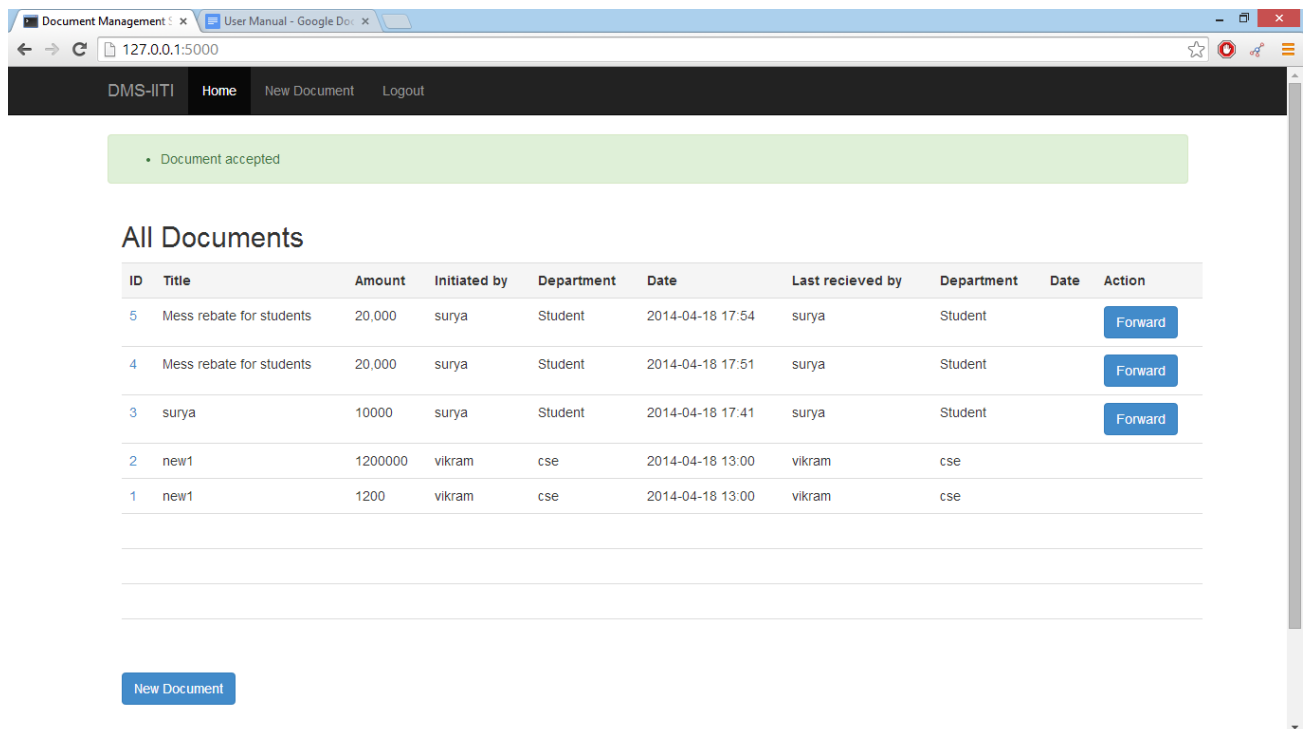 Document Management S
User Manual - Google Doc
127.0.0.1:5000
DMS-IITI Home New Document Logout
• Document accepted
All Documents
ID Title Amount Initiated by Department Date Last recieved by Department Date Action
5 Mess rebate for students 20,000 surya Student 2014-04-18 17:54 surya Student Forward
4 Mess rebate for students 20,000 surya Student 2014-04-18 17:51 surya Student Forward
3 surya 10000 surya Student 2014-04-18 17:41 surya Student Forward
2 new1 1200000 vikram cse 2014-04-18 13:00 vikram cse
1 new1 1200 vikram cse 2014-04-18 13:00 vikram cse
New Document